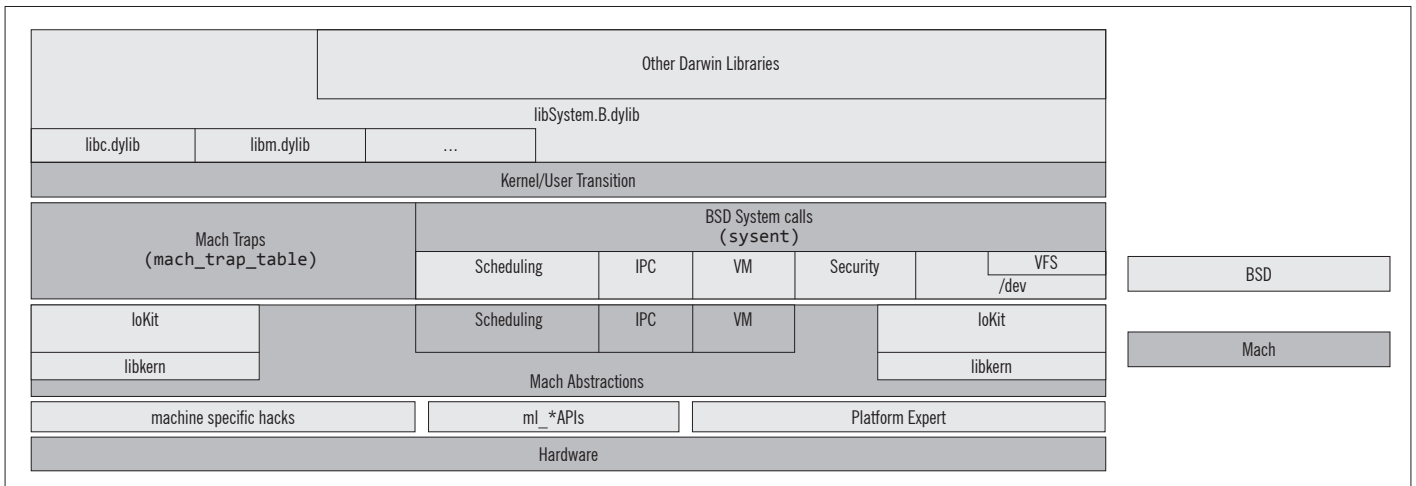 Other Darwin Libraries
libSystem.B.dylib
libc.dylib
libm.dylib
...
Kernel/User Transition
Mach Traps
(mach_trap_table)
BSD System calls
(sysent)
Scheduling
IPC
VM
Security
VFS
/dev
BSD
IoKit
libkern
Scheduling
IPC
VM
IoKit
libkern
Mach Abstractions
Mach
machine specific hacks
ml_*APIs
Platform Expert
Hardware